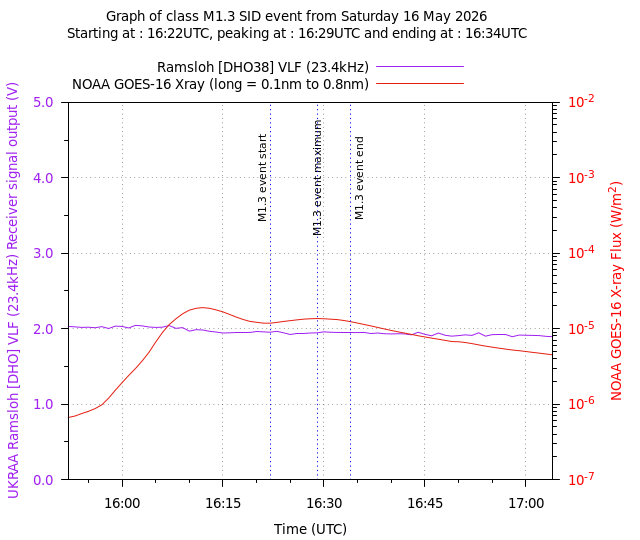 Graph of class M1.3 SID event from Saturday 16 May 2026
Starting at : 16:22UTC, peaking at : 16:29UTC and ending at : 16:34UTC
Ramsloh [DHO38] VLF (23.4kHz)
NOAA GOES-16 Xray (long = 0.1nm to 0.8nm)
UKRAA Ramsloh [DHO] VLF (23.4kHz) Receiver signal output (V)
5.0
4.0
3.0
2.0
1.0
0.0
M1.3 event start
M1.3 event maximum
M1.3 event end
10-2
10-3
10-4
10-5
10-6
10-7
NOAA GOES-16 X-ray Flux (W/m2)
16:00 16:15 16:30 16:45 17:00
Time (UTC)